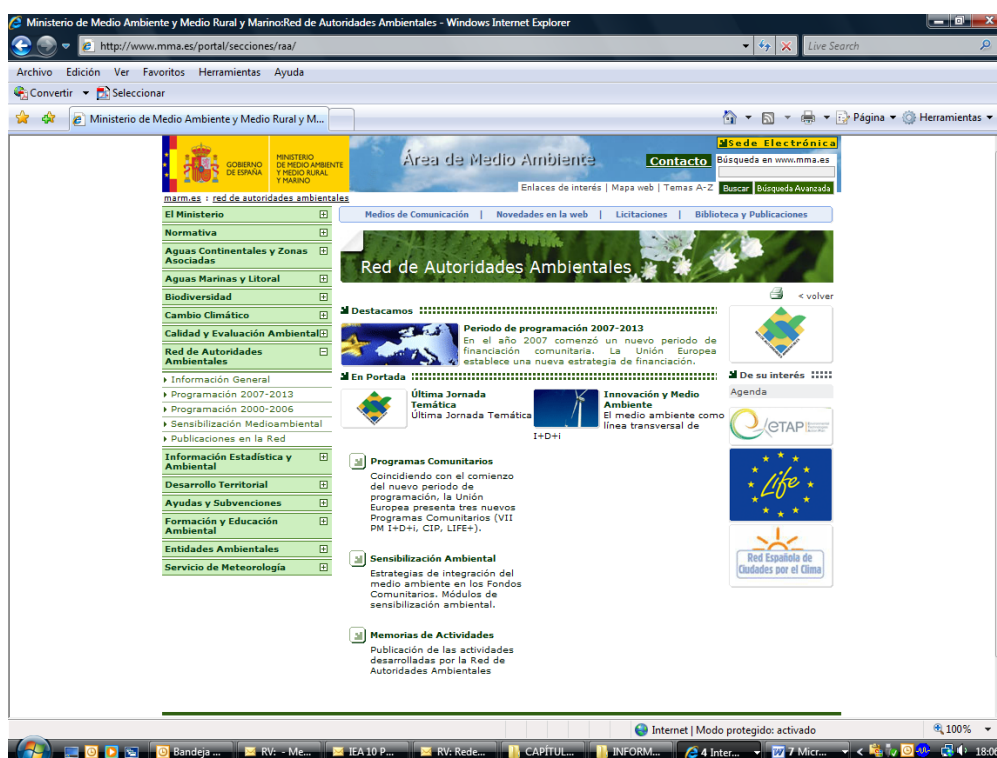 Ministerio de Medio Ambiente y Medio Rural y Marino:Red de Autoridades Ambientales - Windows Internet Explorer
http://www.mma.es/portal/secciones/raa/
Live Search
Archivo Edición Ver Favoritos Herramientas Ayuda
Convertir Seleccionar
Ministerio de Medio Ambiente y Medio Rural y M...
Página Herramientas
GOBIERNO
DE ESPAÑA
MINISTERIO
DE MEDIO AMBIENTE
Y MEDIO RURAL
Y MARINO
Área de Medio Ambiente
Contacto
Sede Electrónica
Búsqueda en www.mma.es
Enlaces de interés | Mapa web | Temas A-Z
Buscar Búsqueda Avanzada
marm.es : red de autoridades ambientales
El Ministerio
Normativa
Aguas Continentales y Zonas
Asociadas
Aguas Marinas y Litoral
Biodiversidad
Cambio Climático
Calidad y Evaluación Ambiental
Red de Autoridades
Ambientales
Información General
Programación 2007-2013
Programación 2000-2006
Sensibilización Medioambiental
Publicaciones en la Red
Información Estadística y
Ambiental
Desarrollo Territorial
Ayudas y Subvenciones
Formación y Educación
Ambiental
Entidades Ambientales
Servicio de Meteorología
Medios de Comunicación | Novedades en la web | Licitaciones | Biblioteca y Publicaciones
Red de Autoridades Ambientales
< volver
Destacamos
Periodo de programación 2007-2013
En el año 2007 comenzó un nuevo periodo de
financiación comunitaria. La Unión Europea
establece una nueva estrategia de financiación.
En Portada
Última Jornada
Temática
Última Jornada Temática
Innovación y Medio
Ambiente
El medio ambiente como
línea transversal de
I+D+i
Programas Comunitarios
Coincidiendo con el comienzo
del nuevo periodo de
programación, la Unión
Europea presenta tres nuevos
Programas Comunitarios (VII
PM I+D+i, CIP, LIFE+).
Sensibilización Ambiental
Estrategias de integración del
medio ambiente en los Fondos
Comunitarios. Módulos de
sensibilización ambiental.
Memorias de Actividades
Publicación de las actividades
desarrolladas por la Red de
Autoridades Ambientales
De su interés
Agenda
eTAP
Life
Red Española de
Ciudades por el Clima
Internet | Modo protegido: activado
100%
Bandeja ...
RV: - Me...
IEA 10 P...
RV: Rede...
CAPÍTUL...
INFORM...
4 Inter...
7 Micr...
18:06